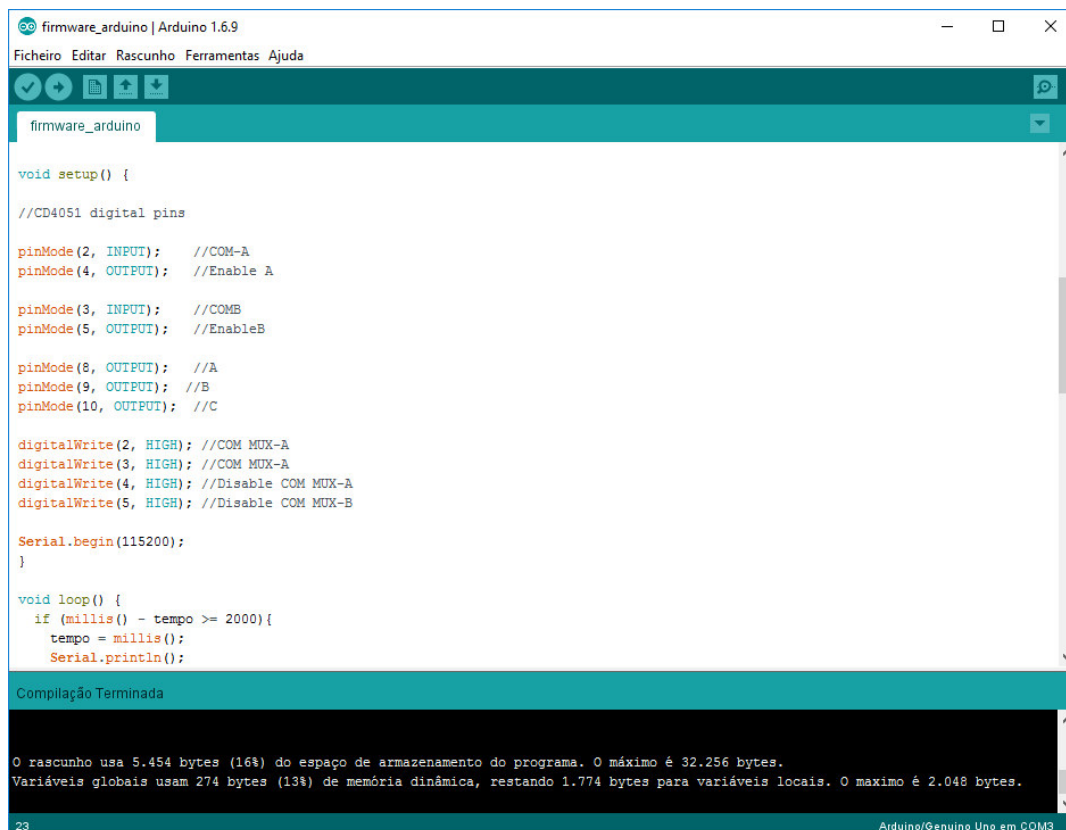 firmware_arduino | Arduino 1.6.9
Ficheiro Editar Rascunho Ferramentas Ajuda
firmware_arduino
void setup() {
//CD4051 digital pins
pinMode(2, INPUT);    //COM-A
pinMode(4, OUTPUT);   //Enable A
pinMode(3, INPUT);    //COMB
pinMode(5, OUTPUT);   //EnableB
pinMode(8, OUTPUT);   //A
pinMode(9, OUTPUT);  //B
pinMode(10, OUTPUT);  //C
digitalWrite(2, HIGH); //COM MUX-A
digitalWrite(3, HIGH); //COM MUX-A
digitalWrite(4, HIGH); //Disable COM MUX-A
digitalWrite(5, HIGH); //Disable COM MUX-B
Serial.begin(115200);
}
void loop() {
  if (millis() - tempo >= 2000){
    tempo = millis();
    Serial.println();
Compilação Terminada
O rascunho usa 5.454 bytes (16%) do espaço de armazenamento do programa. O máximo é 32.256 bytes.
Variáveis globais usam 274 bytes (13%) de memória dinâmica, restando 1.774 bytes para variáveis locais. O maximo é 2.048 bytes.
23 Arduino/Genuino Uno em COM3